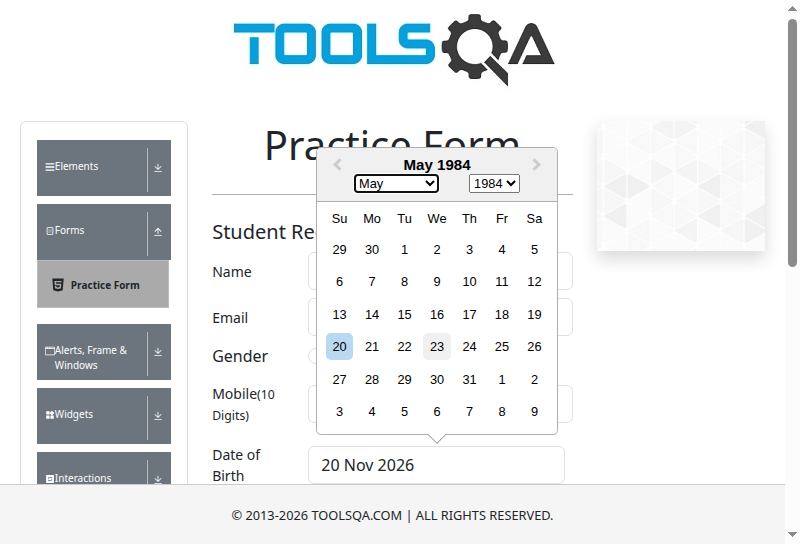 TOOLSQA
Practice Form
Elements
Forms
Practice Form
Alerts, Frame &
Windows
Widgets
Interactions
Student Re
Name
Email
Gender
Mobile(10
Digits)
Date of
Birth
May 1984
May 1984
Su Mo Tu We Th Fr Sa
29 30 1 2 3 4 5
6 7 8 9 10 11 12
13 14 15 16 17 18 19
20 21 22 23 24 25 26
27 28 29 30 31 1 2
3 4 5 6 7 8 9
20 Nov 2026
© 2013-2026 TOOLSQA.COM | ALL RIGHTS RESERVED.